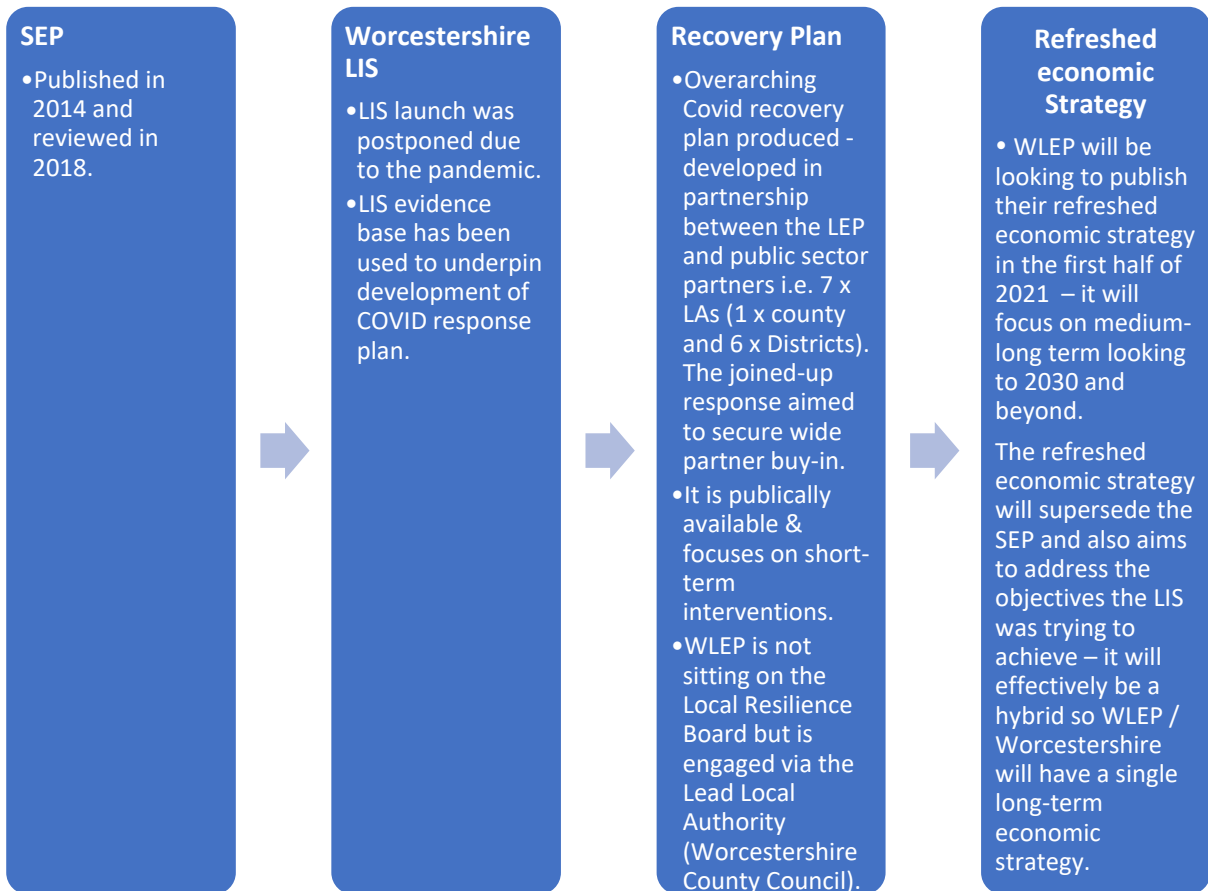 SEP
•Published in
2014 and
reviewed in
2018.
Worcestershire
LIS
•LIS launch was
postponed due
to the pandemic.
•LIS evidence
base has been
used to underpin
development of
COVID response
plan.
Recovery Plan
•Overarching
Covid recovery
plan produced -
developed in
partnership
between the LEP
and public sector
partners i.e. 7 x
LAs (1 x county
and 6 x Districts).
The joined-up
response aimed
to secure wide
partner buy-in.
•It is publically
available &
focuses on short-
term
interventions.
•WLEP is not
sitting on the
Local Resilience
Board but is
engaged via the
Lead Local
Authority
(Worcestershire
County Council).
Refreshed
economic
Strategy
• WLEP will be
looking to publish
their refreshed
economic strategy
in the first half of
2021 – it will
focus on medium-
long term looking
to 2030 and
beyond.
The refreshed
economic strategy
will supersede the
SEP and also aims
to address the
objectives the LIS
was trying to
achieve – it will
effectively be a
hybrid so WLEP /
Worcestershire
will have a single
long-term
economic
strategy.